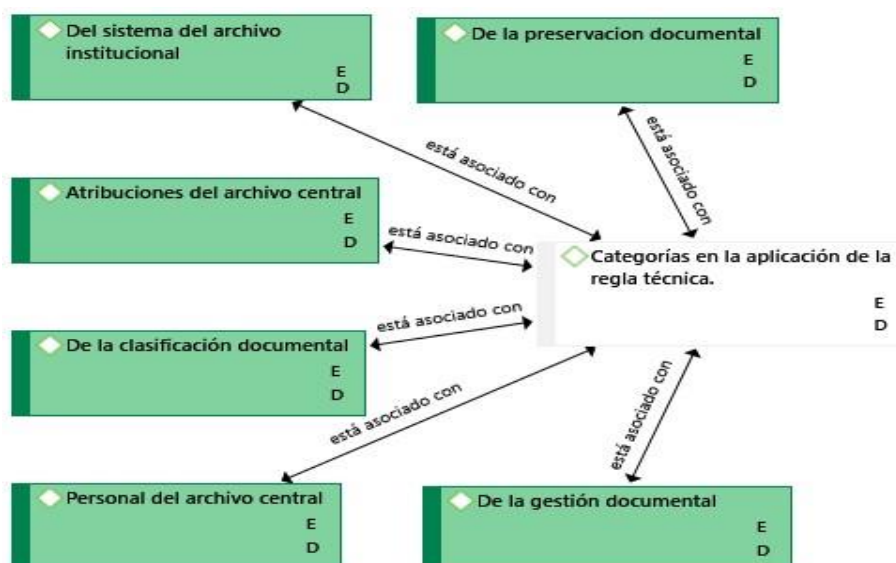 Del sistema del archivo
institucional
E
D
De la preservacion documental
E
D
está asociado con
está asociado con
Atribuciones del archivo central
E
D
está asociado con
Categorías en la aplicación de la
regla técnica.
E
D
está asociado con
De la clasificación documental
E
D
está asociado con
está asociado con
Personal del archivo central
E
D
De la gestión documental
E
D